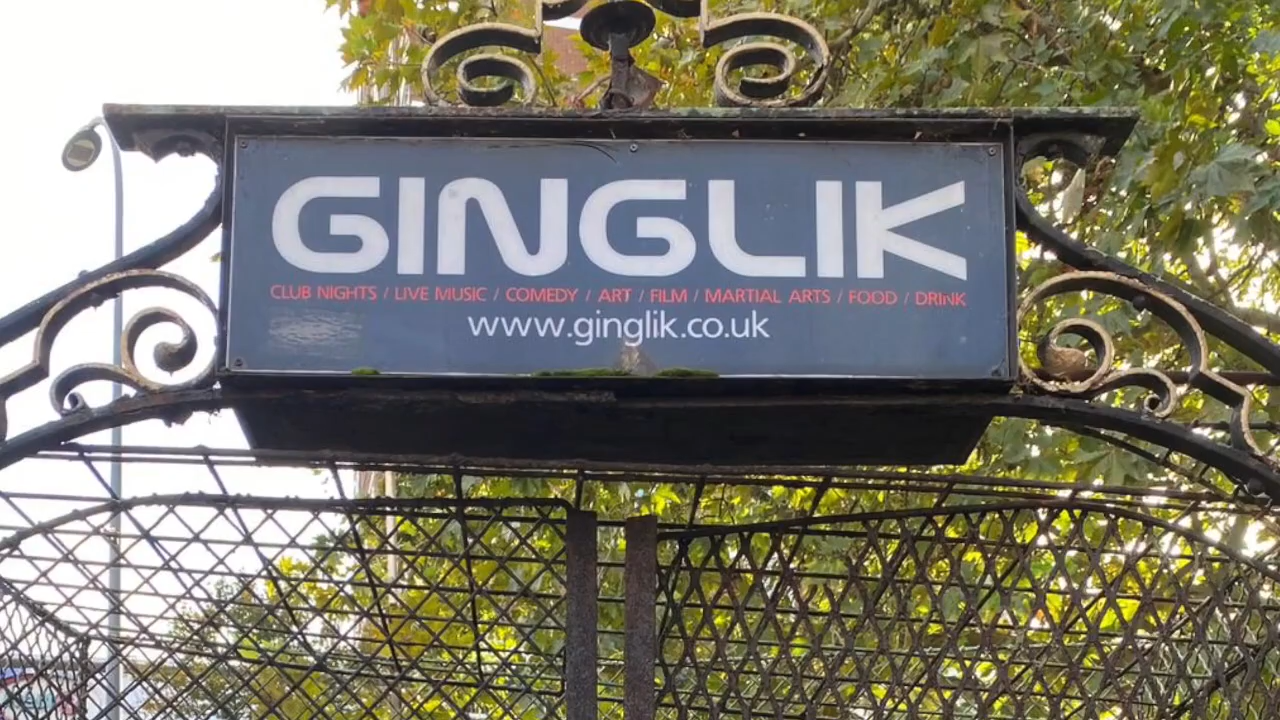 GINGLIK
CLUB NIGHTS / LIVE MUSIC / COMEDY / ART / FILM / MARTIAL ARTS / FOOD / DRINK
www.ginglik.co.uk